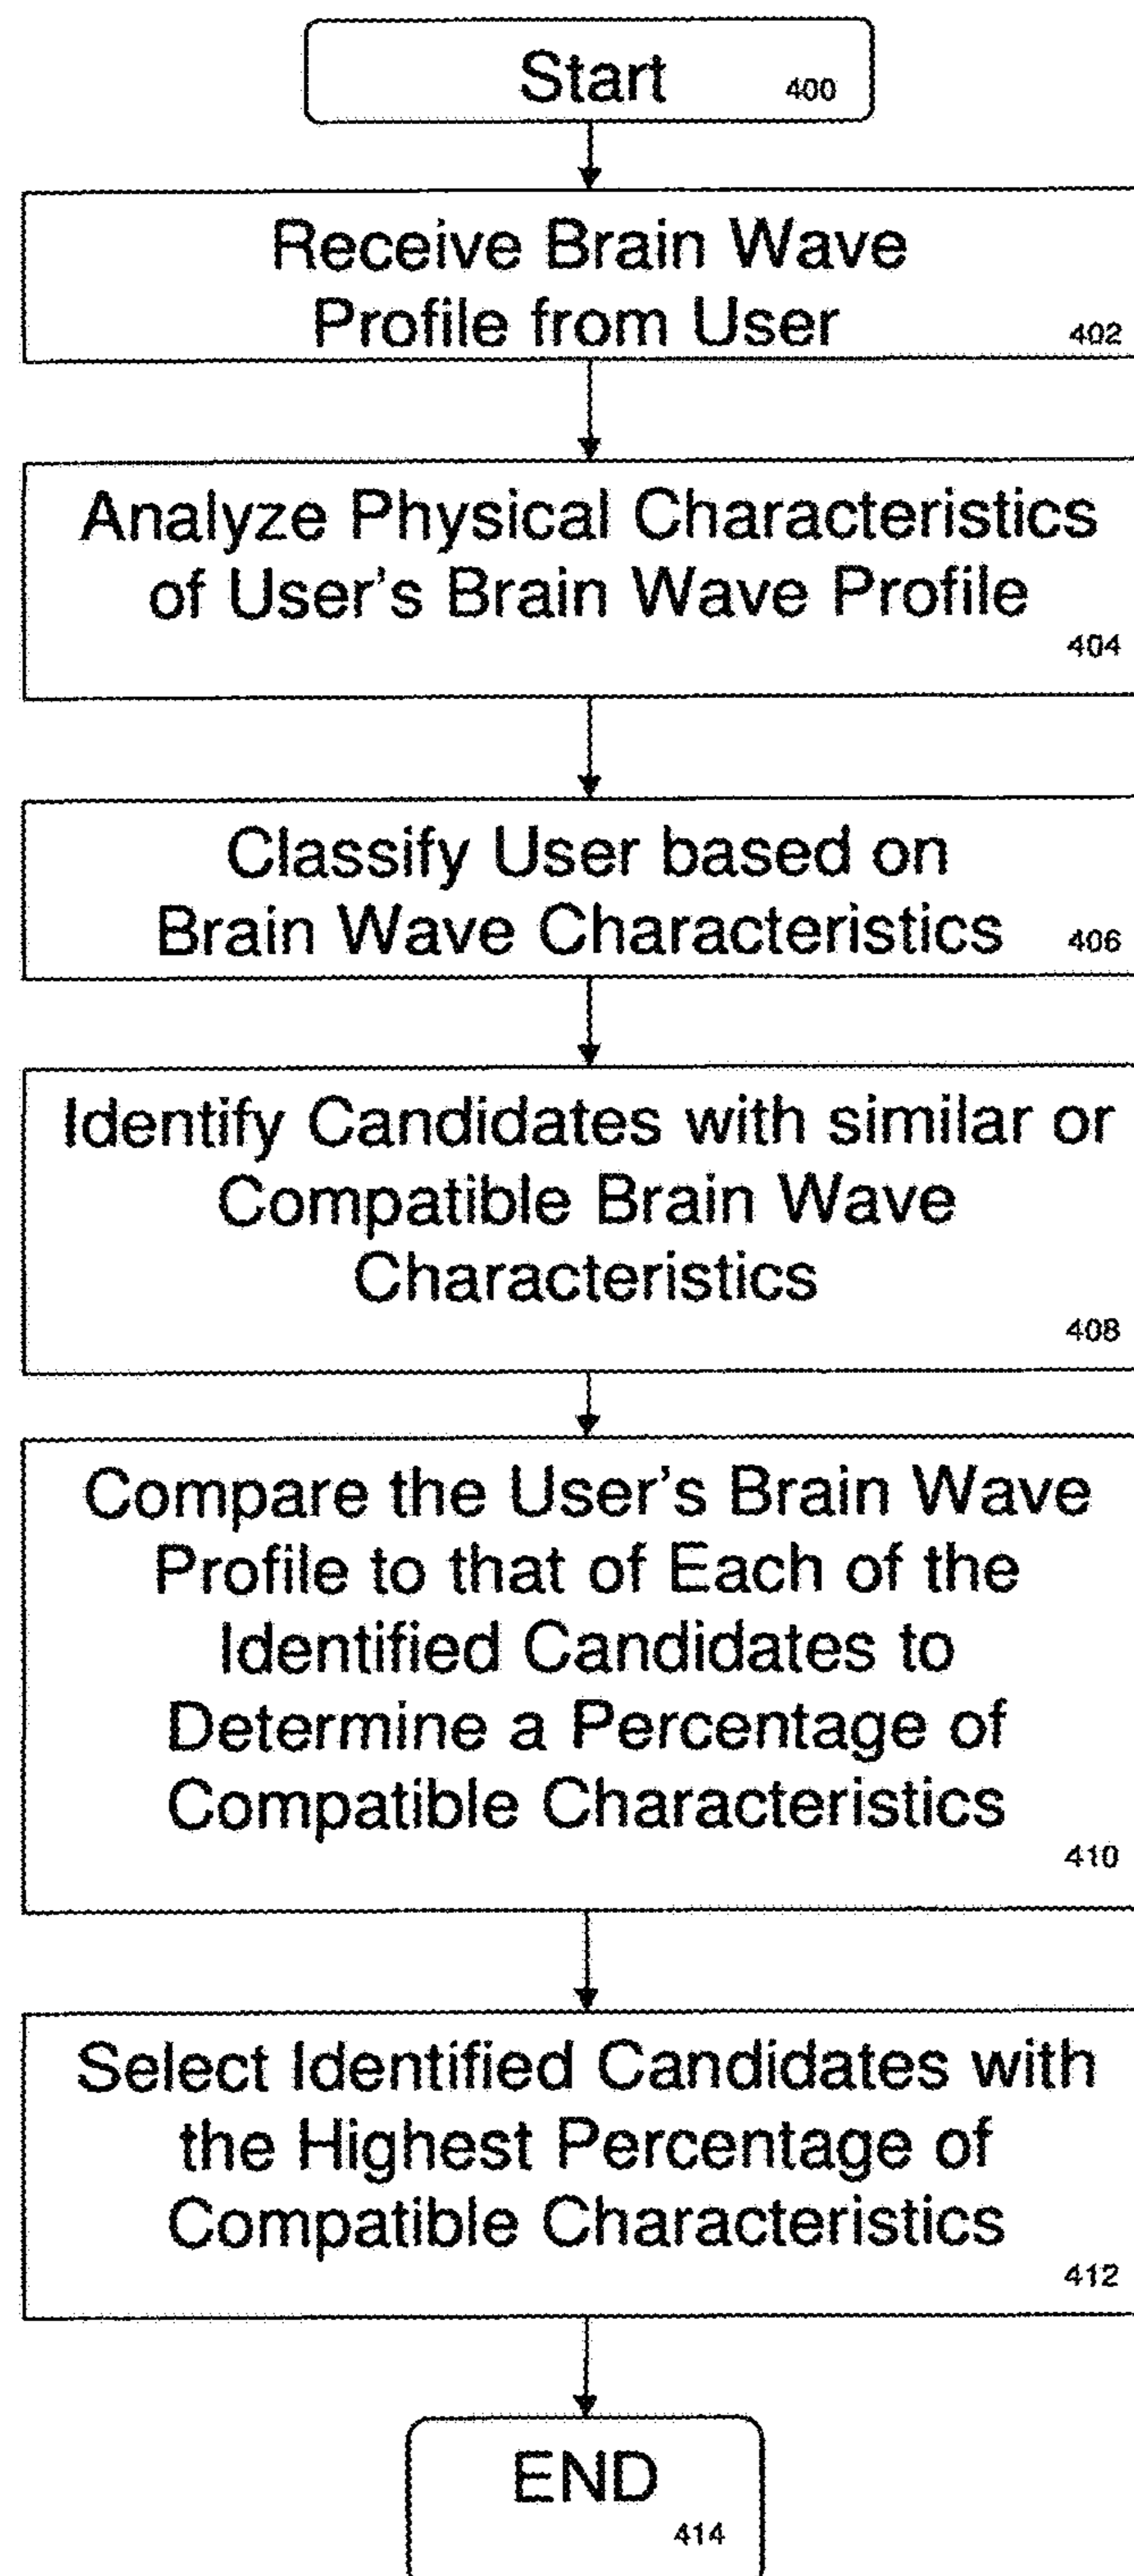 Start 400
Receive Brain Wave
Profile from User 402
Analyze Physical Characteristics
of User's Brain Wave Profile
404
Classify User based on
Brain Wave Characteristics 406
Identify Candidates with similar or
Compatible Brain Wave
Characteristics
408
Compare the User's Brain Wave
Profile to that of Each of the
Identified Candidates to
Determine a Percentage of
Compatible Characteristics
410
Select Identified Candidates with
the Highest Percentage of
Compatible Characteristics
412
END
414